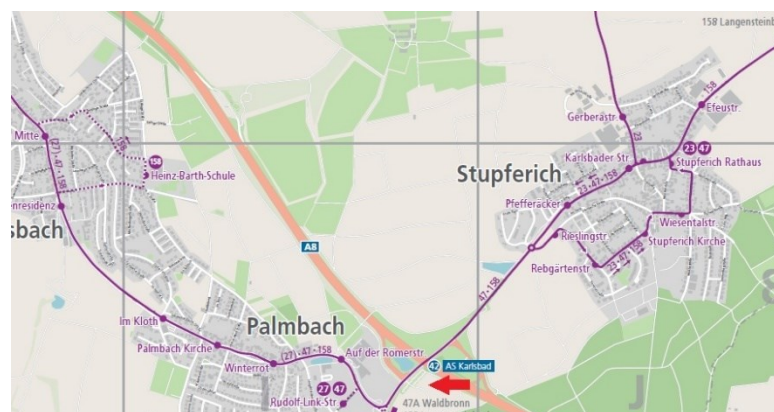 158 Langensteinb
Efeustr.
Gerberastr.
23
158
Mitte
158
158
Heinz-Barth-Schule
Karlsbader Str.
23 47
Stupferich Rathaus
Stupferich
23-47-158
(27)-47-158
Pfefferäcker
enresidenz
Wiesentalstr.
sbach
Rieslingstr.
Stupferich Kirche
A8
23-47-158
Rebgärtenstr.
47-158
Im Kloth
Palmbach
Palmbach Kirche
(27)-47-158
Auf der Römerstr
Winterrot
42 AS Karlsbad
27 47
Rudolf-Link-Str
47A Waldbronn
J